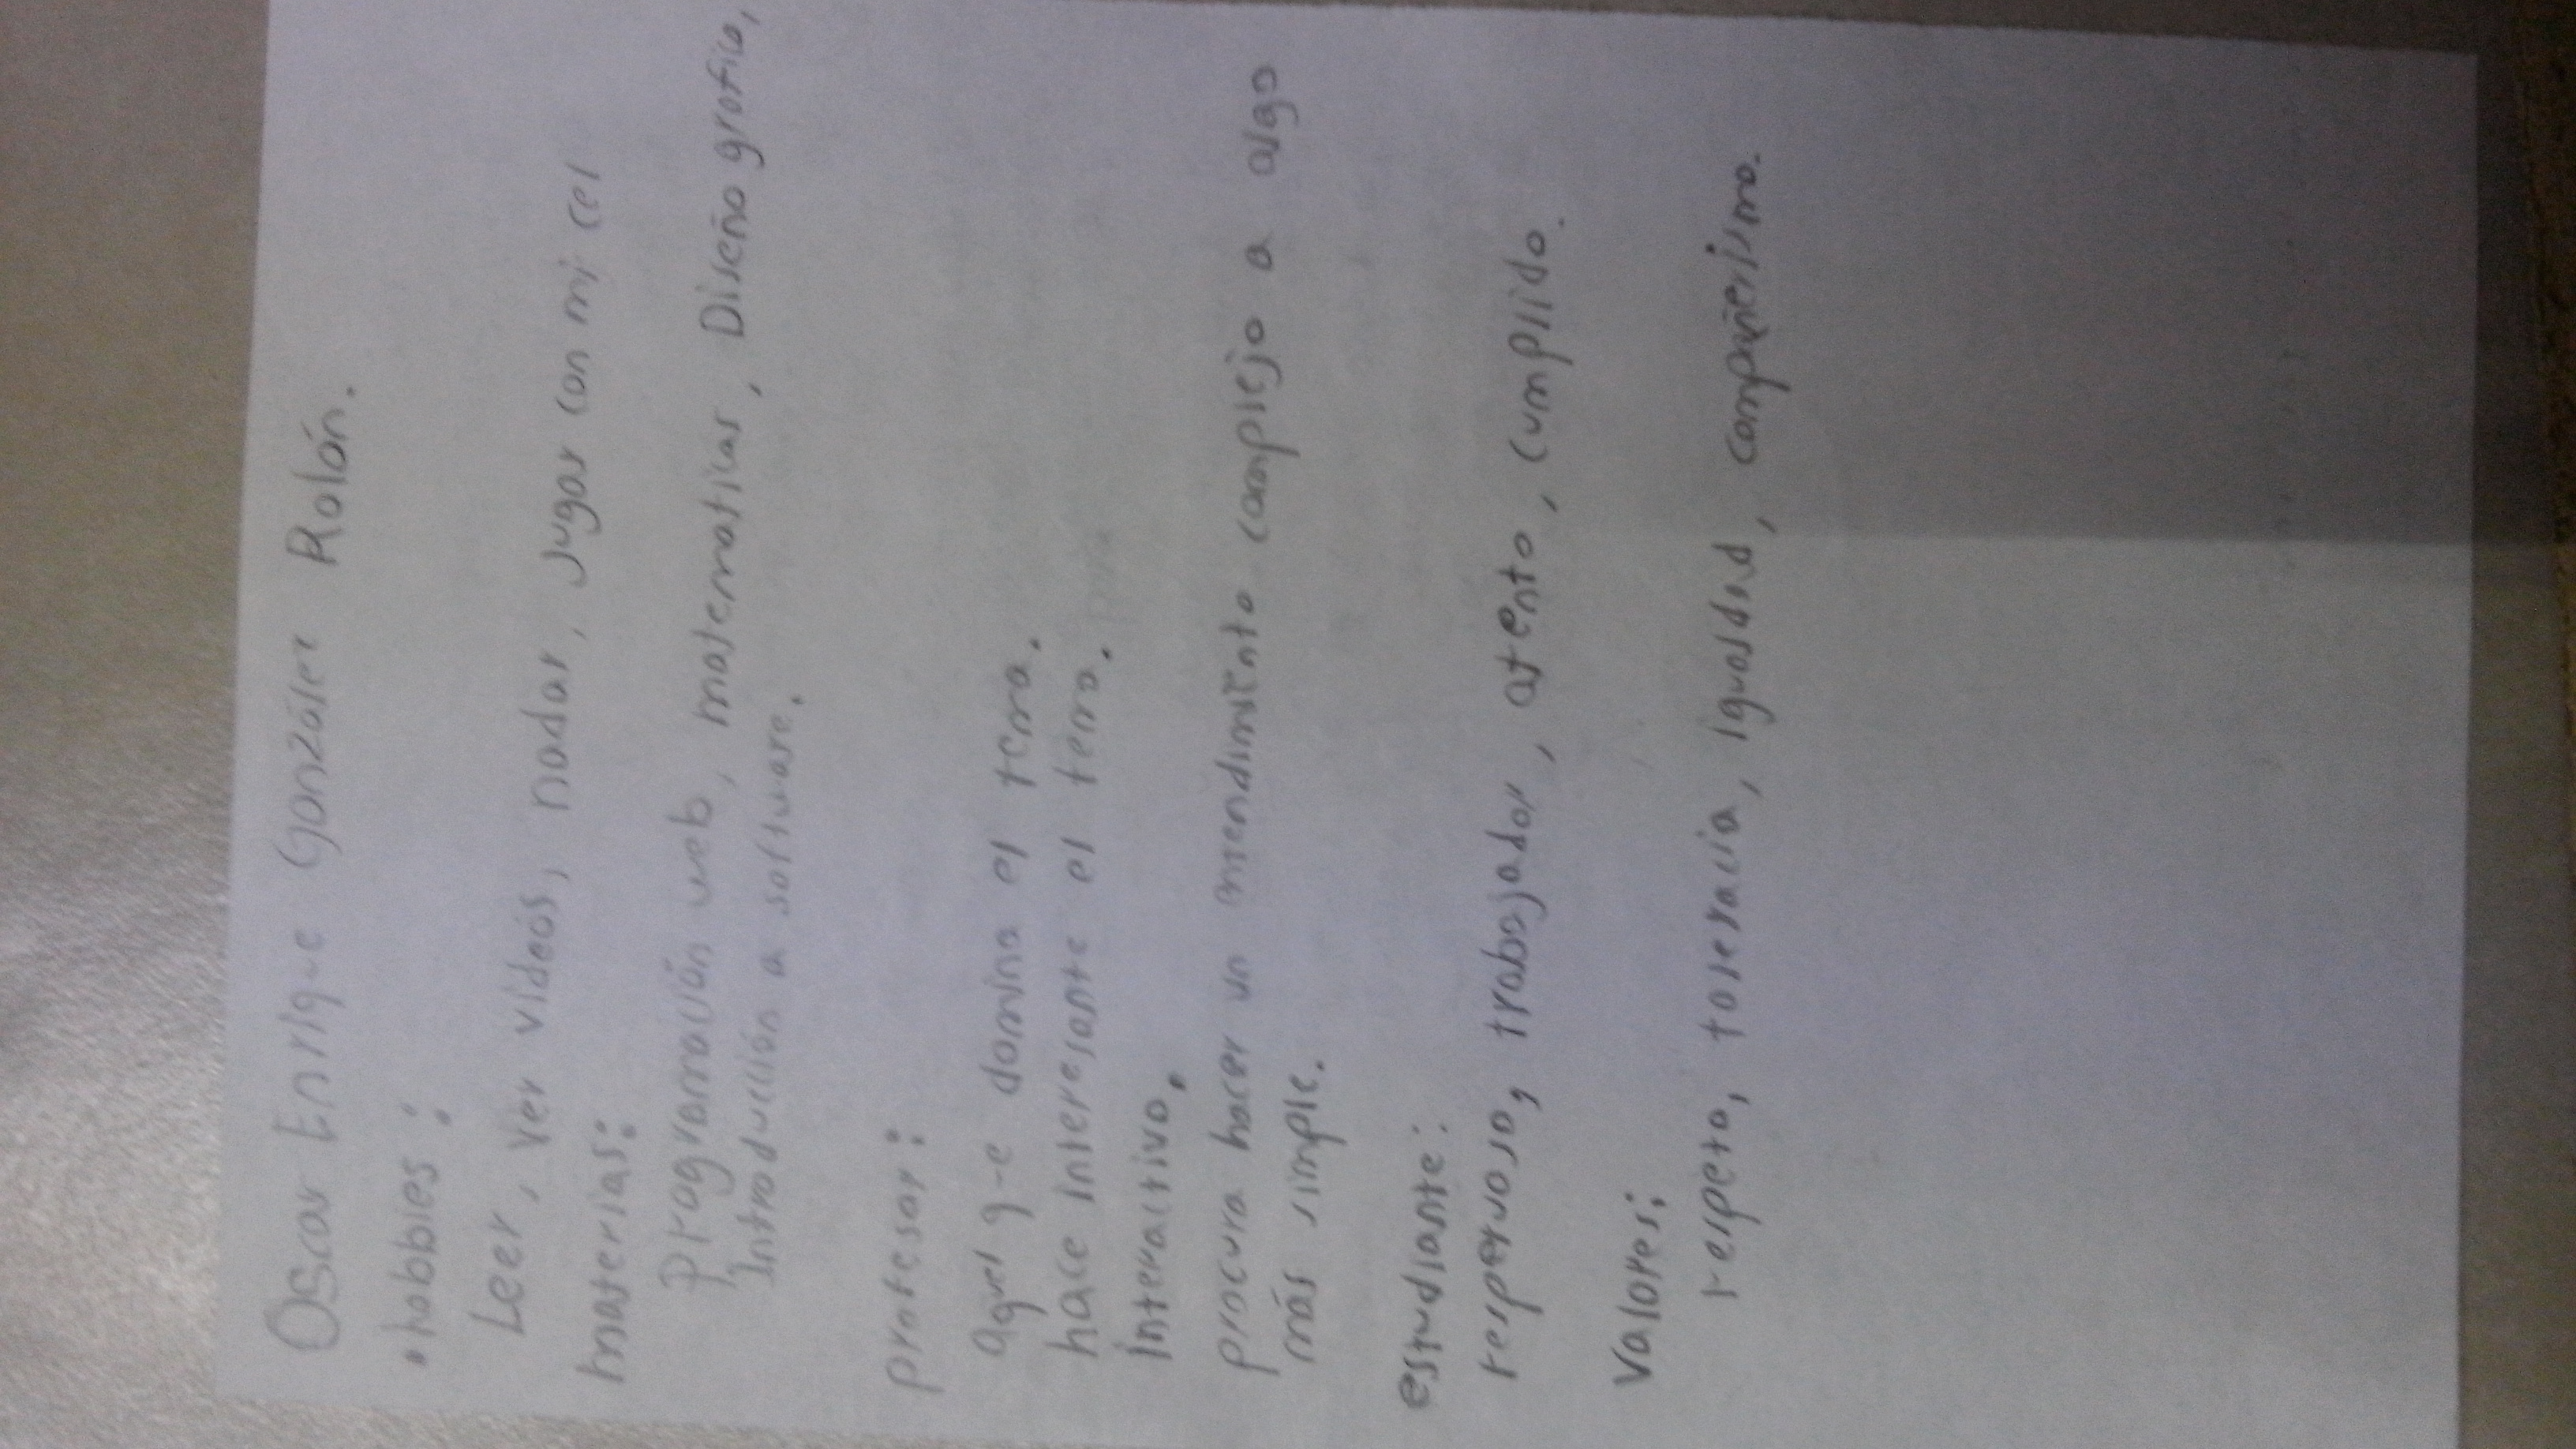 Oscar Enrique González Rolón.
• hobbies :
Leer, ver videos, nadar, Jugar con mi cel
materias:
programación web, matematicas, Diseño grafico,
Introducción a software.
profesor :
aquel que domina el tema.
hace interesante el tema.
interactivo.
procura hacer un entendimiento complejo a algo
más simple.
estudiante:
respetuoso, trabajador, atento, cumplido.
Valores:
respeto, toleracia, igualdad, compañerismo.